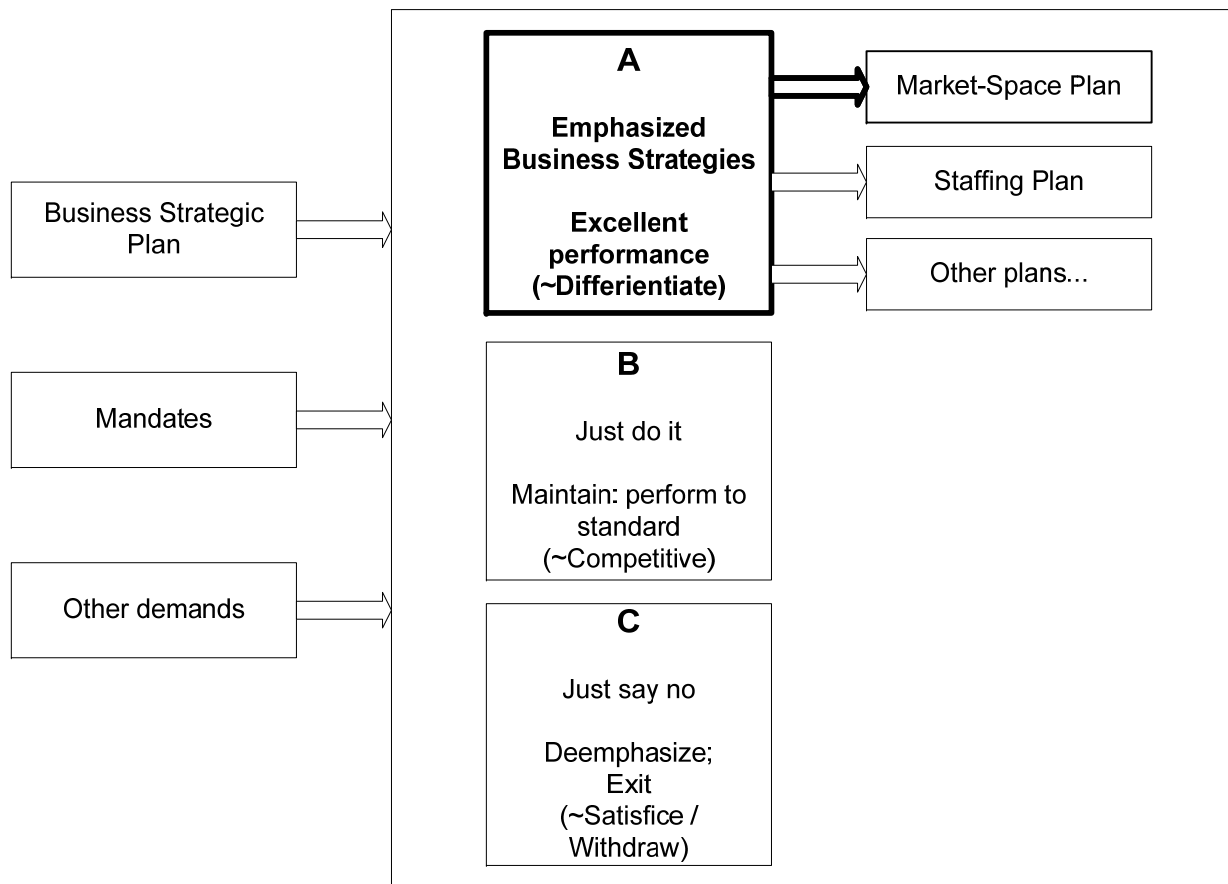 Business Strategic
Plan
Mandates
Other demands
A
Emphasized
Business Strategies
Excellent
performance
(~Differientiate)
Market-Space Plan
Staffing Plan
Other plans...
B
Just do it
Maintain: perform to
standard
(~Competitive)
C
Just say no
Deemphasize;
Exit
(~Satisfice /
Withdraw)